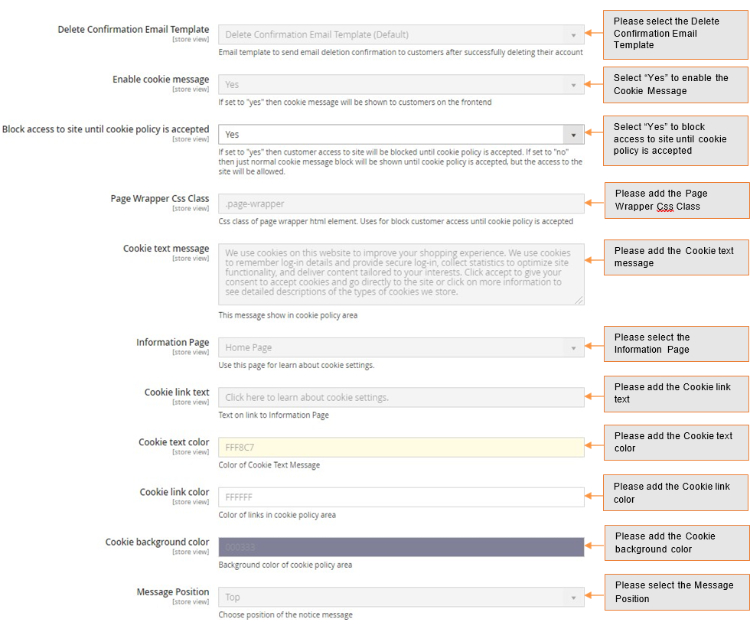 Delete Confirmation Email Template
[store view]
Delete Confirmation Email Template (Default)
Email template to send email deletion confirmation to customers after successfully deleting their account
Please select the Delete
Confirmation Email
Template
Enable cookie message
[store view]
Yes
If set to "yes" then cookie message will be shown to customers on the frontend
Select “Yes” to enable the
Cookie Message
Block access to site until cookie policy is accepted
[store view]
Yes
If set to "yes" then customer access to site will be blocked until cookie policy is accepted. If set to "no"
then just normal cookie message block will be shown until cookie policy is accepted, but the access to the
site will be allowed.
Select “Yes” to block
access to site until cookie
policy is accepted
Page Wrapper Css Class
[store view]
.page-wrapper
Css class of page wrapper html element. Uses for block customer access until cookie policy is accepted
Please add the Page
Wrapper Css Class
Cookie text message
[store view]
We use cookies on this website to improve your shopping experience. We use cookies
to remember log-in details and provide secure log-in, collect statistics to optimize site
functionality, and deliver content tailored to your interests. Click accept to give your
consent to accept cookies and go directly to the site or click on more information to
see detailed descriptions of the types of cookies we store.
This message show in cookie policy area
Please add the Cookie text
message
Information Page
[store view]
Home Page
Use this page for learn about cookie settings.
Please select the
Information Page
Cookie link text
[store view]
Click here to learn about cookie settings.
Text on link to Information Page
Please add the Cookie link
text
Cookie text color
[store view]
FFF8C7
Color of Cookie Text Message
Please add the Cookie text
color
Cookie link color
[store view]
FFFFFF
Color of links in cookie policy area
Please add the Cookie link
color
Cookie background color
[store view]
Background color of cookie policy area
Please add the Cookie
background color
Message Position
[store view]
Top
Choose position of the notice message
Please select the Message
Position